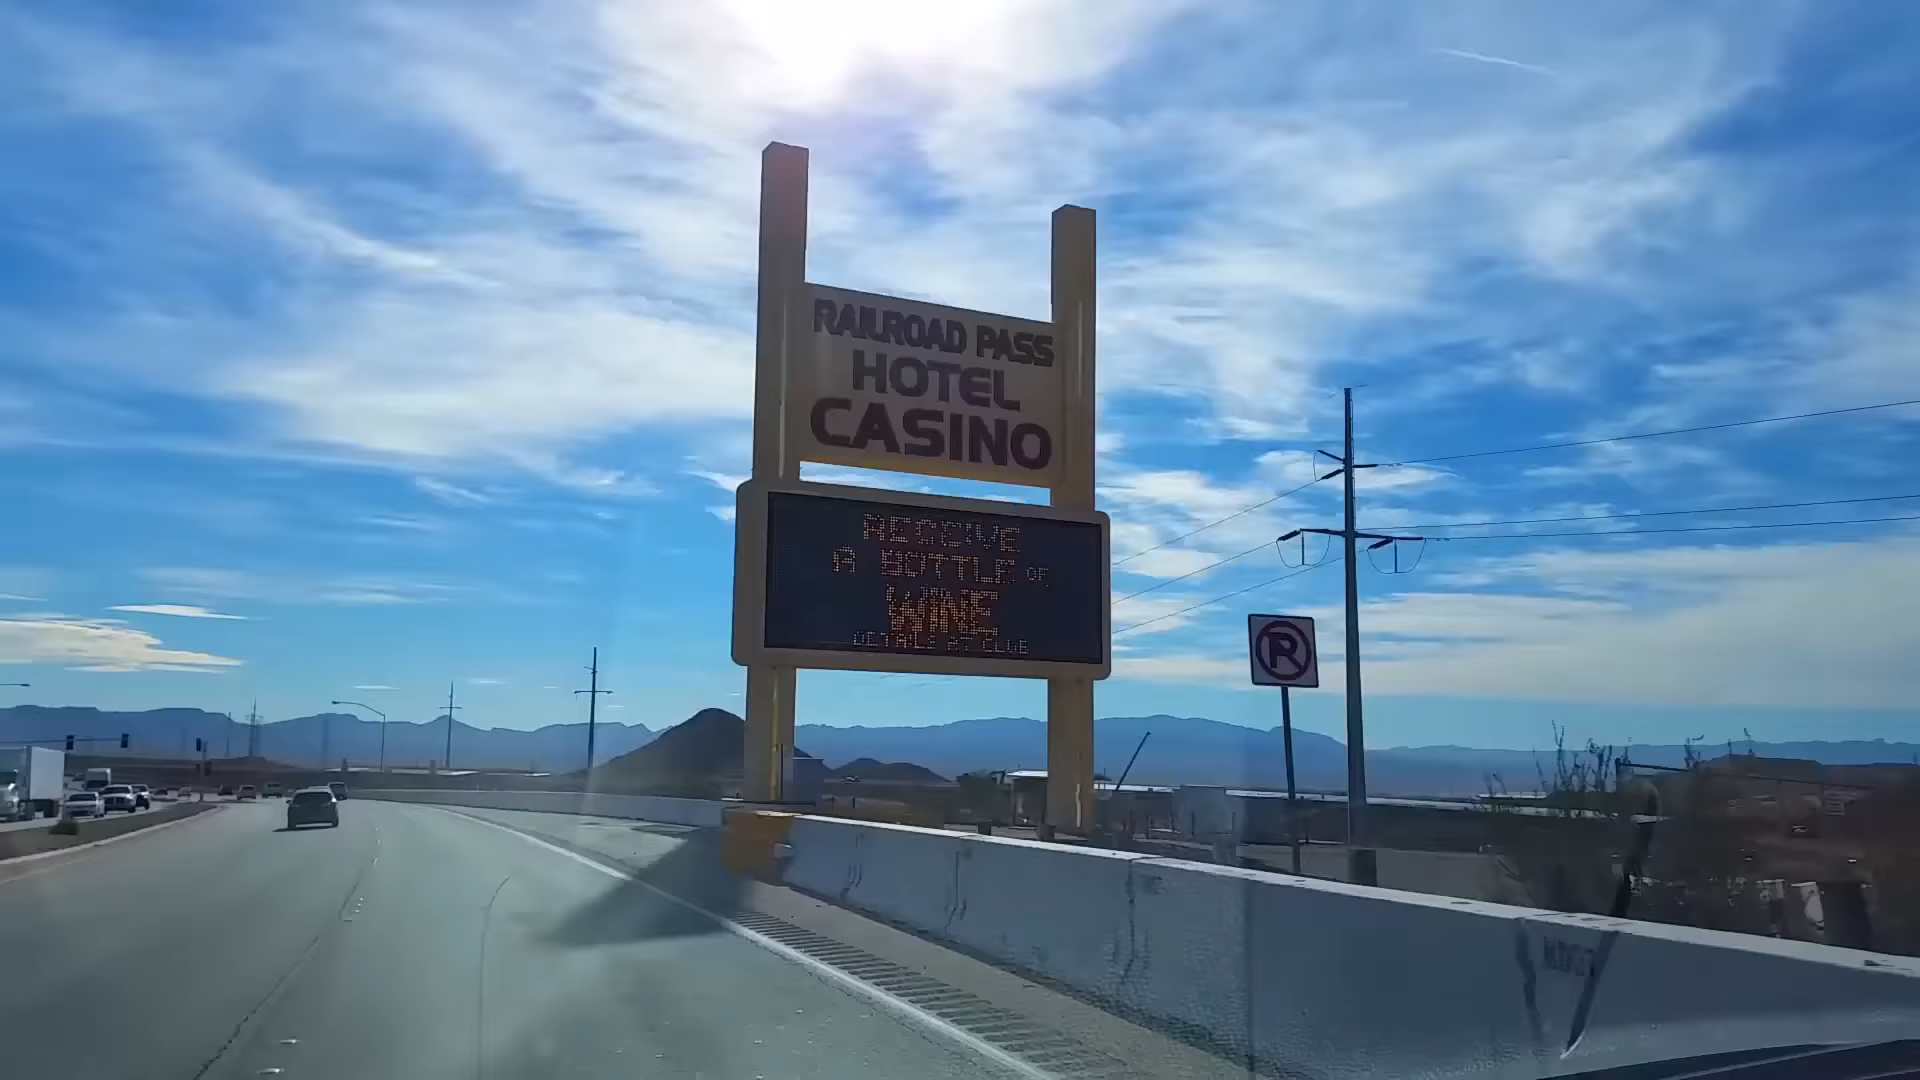 RAILROAD PASS
HOTEL
CASINO
RECEIVE
A BOTTLE OF
WINE
DETAILS AT CLUB
P